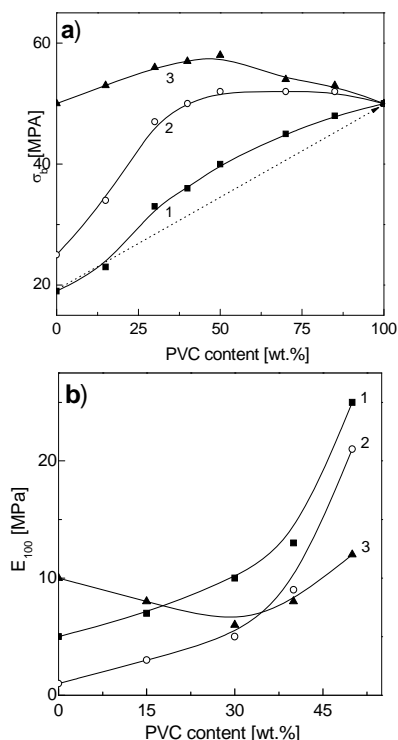 a)
60
3
2
σb [MPA]
40
1
20
0 25 50 75 100
PVC content [wt.%]
b)
1
2
20
E100 [MPa]
3
10
0
0 15 30 45
PVC content [wt.%]